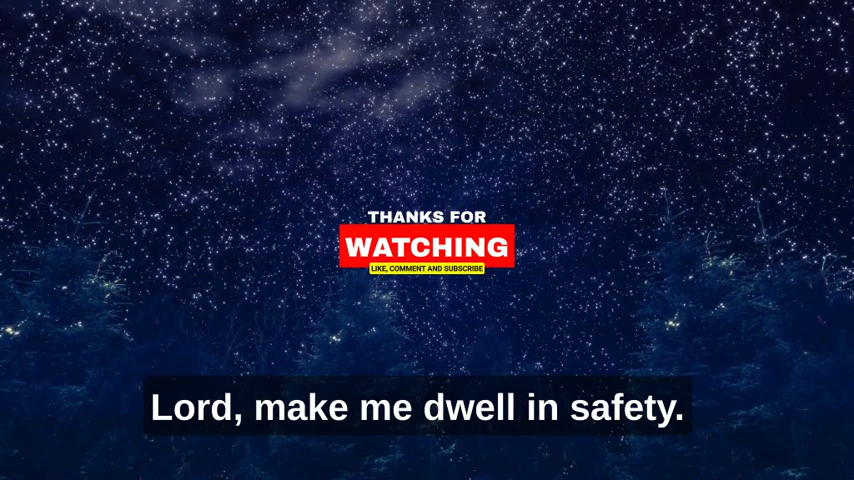 THANKS FOR
WATCHING
LIKE, COMMENT AND SUBSCRIBE
Lord, make me dwell in safety.